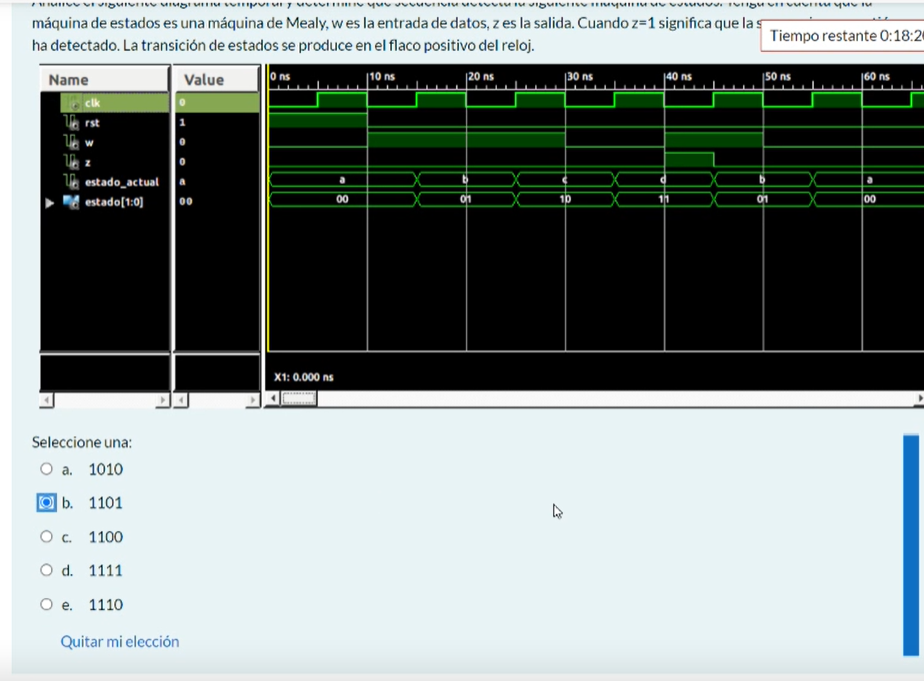 máquina de estados es una máquina de Mealy, w es la entrada de datos, z es la salida. Cuando z=1 significa que la s
Tiempo restante 0:18:2
ha detectado. La transición de estados se produce en el flaco positivo del reloj.
Name Value 0 ns 10 ns 20 ns 30 ns 40 ns 50 ns 60 ns
clk 0
rst 1
w 0
z 0
estado_actual a a b c d b a
estado[1:0] 00 00 01 10 11 01 00
X1: 0.000 ns
Seleccione una:
a. 1010
b. 1101
c. 1100
d. 1111
e. 1110
Quitar mi elección